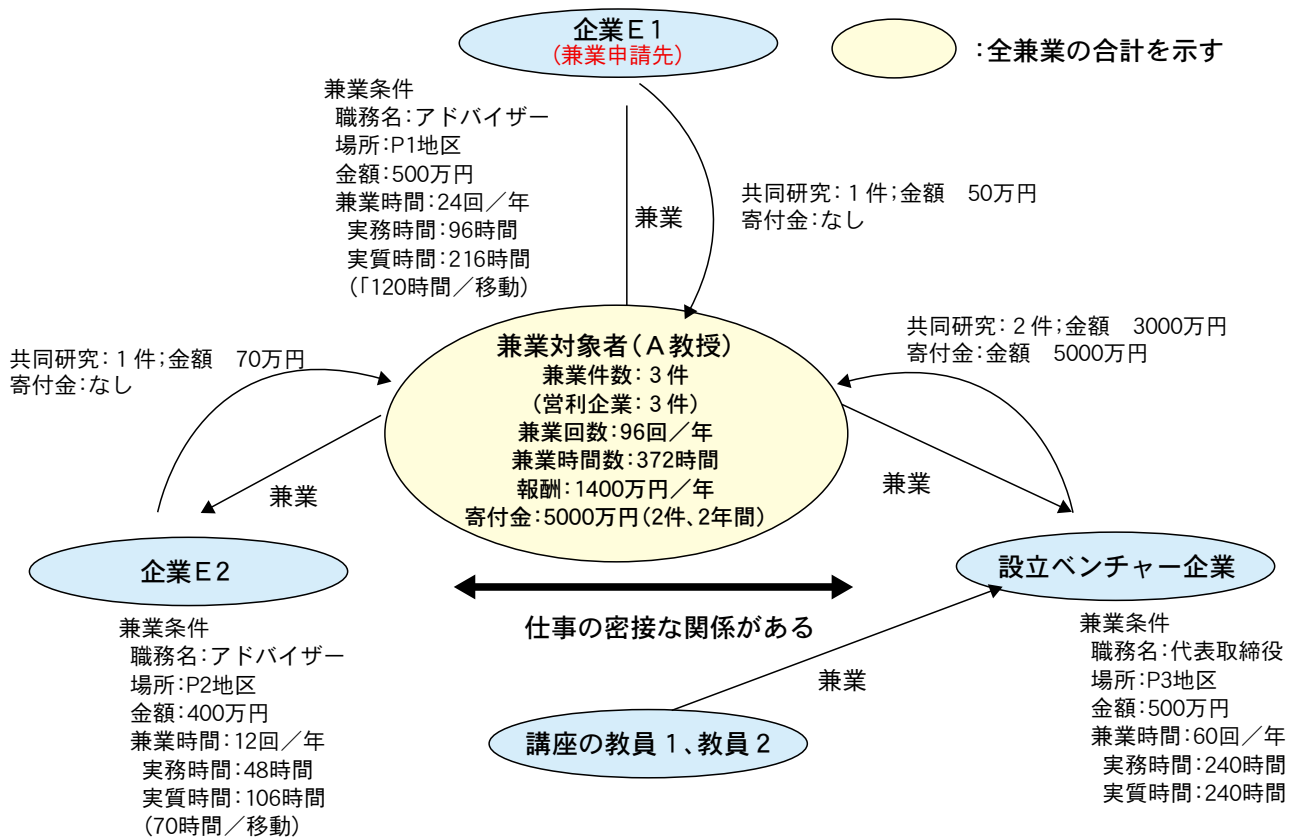 企業E1
(兼業申請先)
:全兼業の合計を示す
兼業条件
職務名:アドバイザー
場所:P1地区
金額:500万円
兼業時間:24回／年
実務時間:96時間
実質時間:216時間
(「120時間／移動)
兼業
共同研究:1件;金額 50万円
寄付金:なし
共同研究:1件;金額 70万円
寄付金:なし
兼業対象者(A教授)
兼業件数:3件
(営利企業:3件)
兼業回数:96回／年
兼業時間数:372時間
報酬:1400万円／年
寄付金:5000万円(2件、2年間)
共同研究:2件;金額 3000万円
寄付金:金額 5000万円
兼業
兼業
企業E2
設立ベンチャー企業
仕事の密接な関係がある
兼業条件
職務名:アドバイザー
場所:P2地区
金額:400万円
兼業時間:12回／年
実務時間:48時間
実質時間:106時間
(70時間／移動)
兼業
講座の教員1、教員2
兼業条件
職務名:代表取締役
場所:P3地区
金額:500万円
兼業時間:60回／年
実務時間:240時間
実質時間:240時間